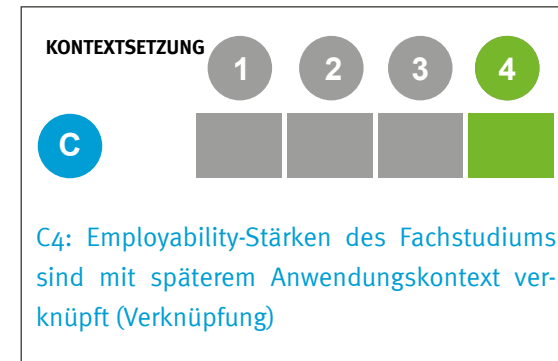 KONTEXTSETZUNG
1 2 3 4
C
C4: Employability-Stärken des Fachstudiums
sind mit späterem Anwendungskontext ver-
knüpft (Verknüpfung)